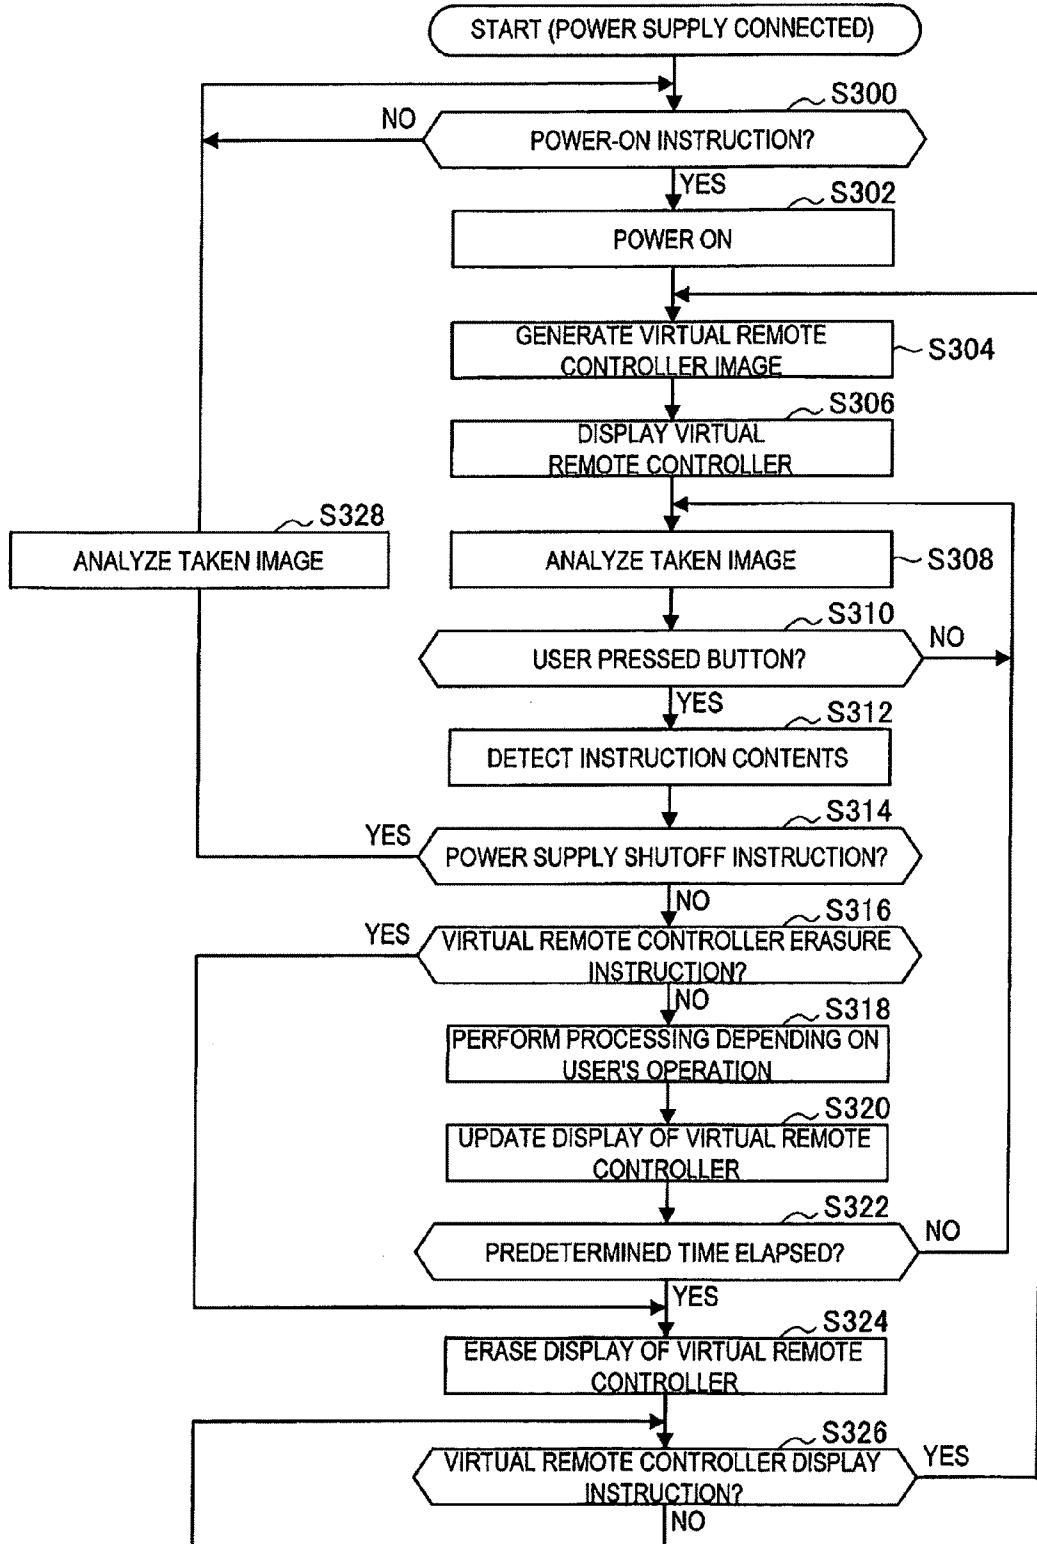 START (POWER SUPPLY CONNECTED)
S300
NO
POWER-ON INSTRUCTION?
YES
S302
POWER ON
GENERATE VIRTUAL REMOTE
CONTROLLER IMAGE
S304
S306
DISPLAY VIRTUAL
REMOTE CONTROLLER
S328
ANALYZE TAKEN IMAGE
ANALYZE TAKEN IMAGE
S308
S310
USER PRESSED BUTTON?
NO
YES
S312
DETECT INSTRUCTION CONTENTS
S314
YES
POWER SUPPLY SHUTOFF INSTRUCTION?
NO
S316
YES
VIRTUAL REMOTE CONTROLLER ERASURE
INSTRUCTION?
NO
S318
PERFORM PROCESSING DEPENDING ON
USER'S OPERATION
S320
UPDATE DISPLAY OF VIRTUAL REMOTE
CONTROLLER
S322
PREDETERMINED TIME ELAPSED?
NO
YES
S324
ERASE DISPLAY OF VIRTUAL REMOTE
CONTROLLER
S326
VIRTUAL REMOTE CONTROLLER DISPLAY
INSTRUCTION?
YES
NO